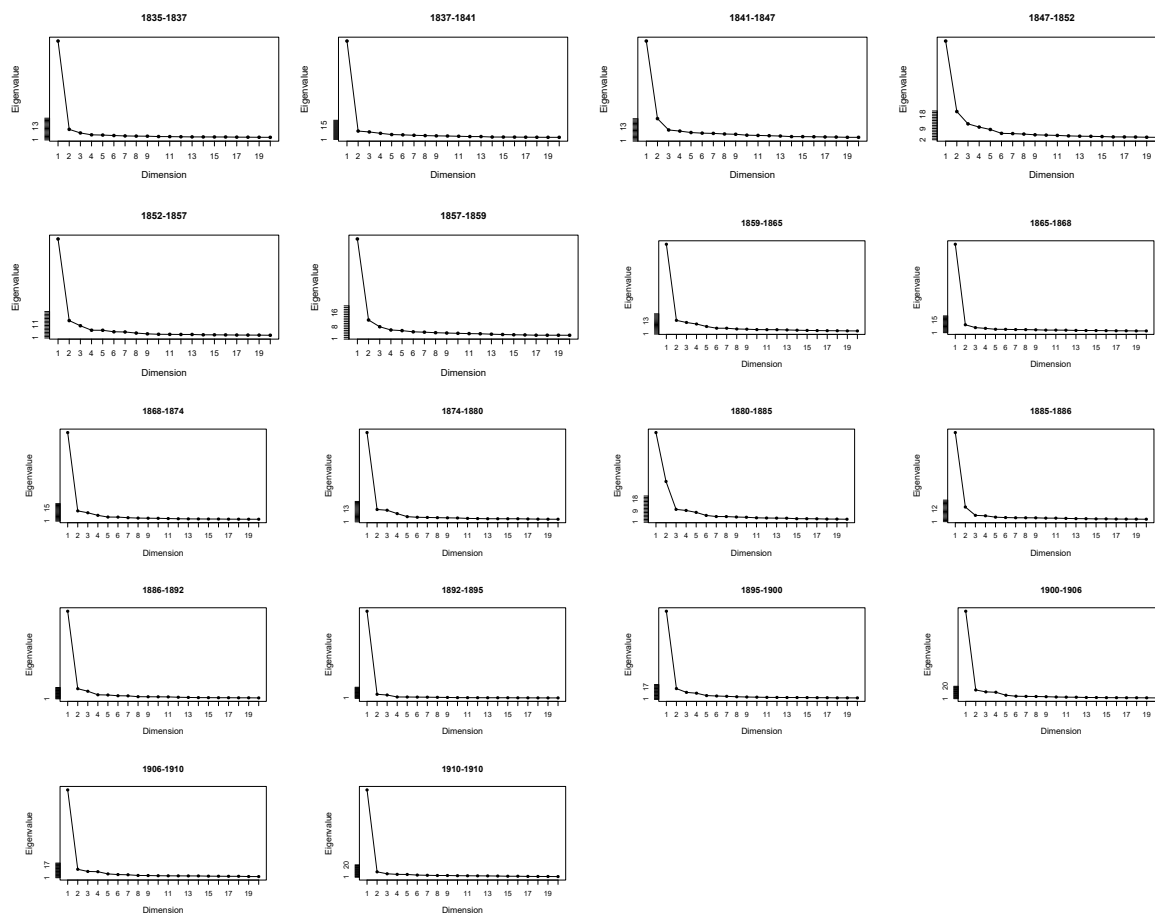 1835-1837
Eigenvalue
1 13
1 2 3 4 5 6 7 8 9 11 13 15 17 19
Dimension
1837-1841
Eigenvalue
1 15
1 2 3 4 5 6 7 8 9 11 13 15 17 19
Dimension
1841-1847
Eigenvalue
1 13
1 2 3 4 5 6 7 8 9 11 13 15 17 19
Dimension
1847-1852
Eigenvalue
2 9 18
1 2 3 4 5 6 7 8 9 11 13 15 17 19
Dimension
1852-1857
Eigenvalue
1 11
1 2 3 4 5 6 7 8 9 11 13 15 17 19
Dimension
1857-1859
Eigenvalue
1 8 16
1 2 3 4 5 6 7 8 9 11 13 15 17 19
Dimension
1859-1865
Eigenvalue
1 13
1 2 3 4 5 6 7 8 9 11 13 15 17 19
Dimension
1865-1868
Eigenvalue
1 15
1 2 3 4 5 6 7 8 9 11 13 15 17 19
Dimension
1868-1874
Eigenvalue
1 15
1 2 3 4 5 6 7 8 9 11 13 15 17 19
Dimension
1874-1880
Eigenvalue
1 13
1 2 3 4 5 6 7 8 9 11 13 15 17 19
Dimension
1880-1885
Eigenvalue
1 9 18
1 2 3 4 5 6 7 8 9 11 13 15 17 19
Dimension
1885-1886
Eigenvalue
1 12
1 2 3 4 5 6 7 8 9 11 13 15 17 19
Dimension
1886-1892
Eigenvalue
1
1 2 3 4 5 6 7 8 9 11 13 15 17 19
Dimension
1892-1895
Eigenvalue
1
1 2 3 4 5 6 7 8 9 11 13 15 17 19
Dimension
1895-1900
Eigenvalue
1 17
1 2 3 4 5 6 7 8 9 11 13 15 17 19
Dimension
1900-1906
Eigenvalue
1 20
1 2 3 4 5 6 7 8 9 11 13 15 17 19
Dimension
1906-1910
Eigenvalue
1 17
1 2 3 4 5 6 7 8 9 11 13 15 17 19
Dimension
1910-1910
Eigenvalue
1 20
1 2 3 4 5 6 7 8 9 11 13 15 17 19
Dimension